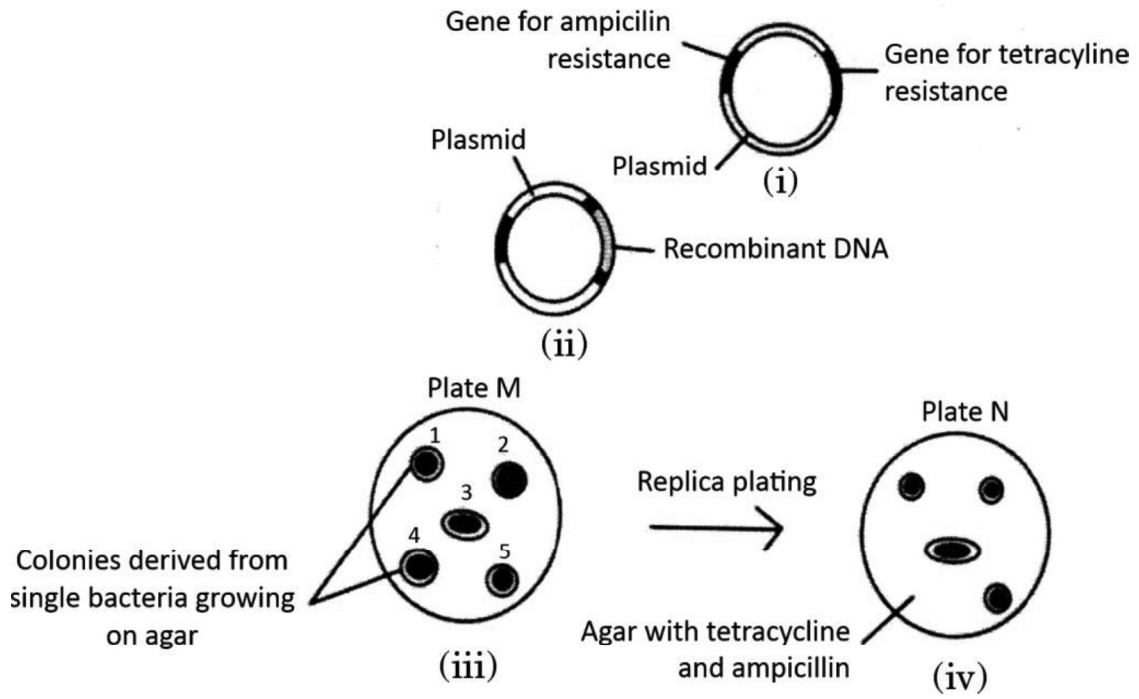 Gene for ampicilin
resistance
Gene for tetracyline
resistance
Plasmid
(i)
Plasmid
Recombinant DNA
(ii)
Plate M
1
2
3
4
5
Colonies derived from
single bacteria growing
on agar
(iii)
Replica plating
Plate N
Agar with tetracycline
and ampicillin
(iv)